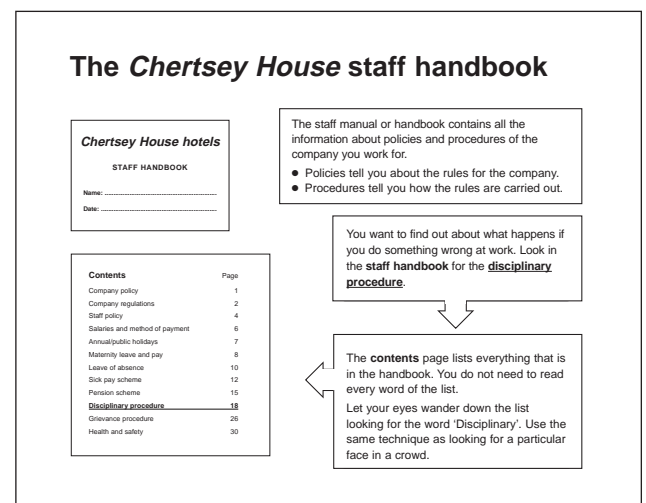 The Chertsey House staff handbook
Chertsey House hotels
STAFF HANDBOOK
Name: ............................................................
Date: ............................................................
The staff manual or handbook contains all the
information about policies and procedures of the
company you work for.
● Policies tell you about the rules for the company.
● Procedures tell you how the rules are carried out.
You want to find out about what happens if
you do something wrong at work. Look in
the staff handbook for the disciplinary
procedure.
Contents Page
Company policy 1
Company regulations 2
Staff policy 4
Salaries and method of payment 6
Annual/public holidays 7
Maternity leave and pay 8
Leave of absence 10
Sick pay scheme 12
Pension scheme 15
Disciplinary procedure 18
Grievance procedure 26
Health and safety 30
The contents page lists everything that is
in the handbook. You do not need to read
every word of the list.
Let your eyes wander down the list
looking for the word ‘Disciplinary’. Use the
same technique as looking for a particular
face in a crowd.